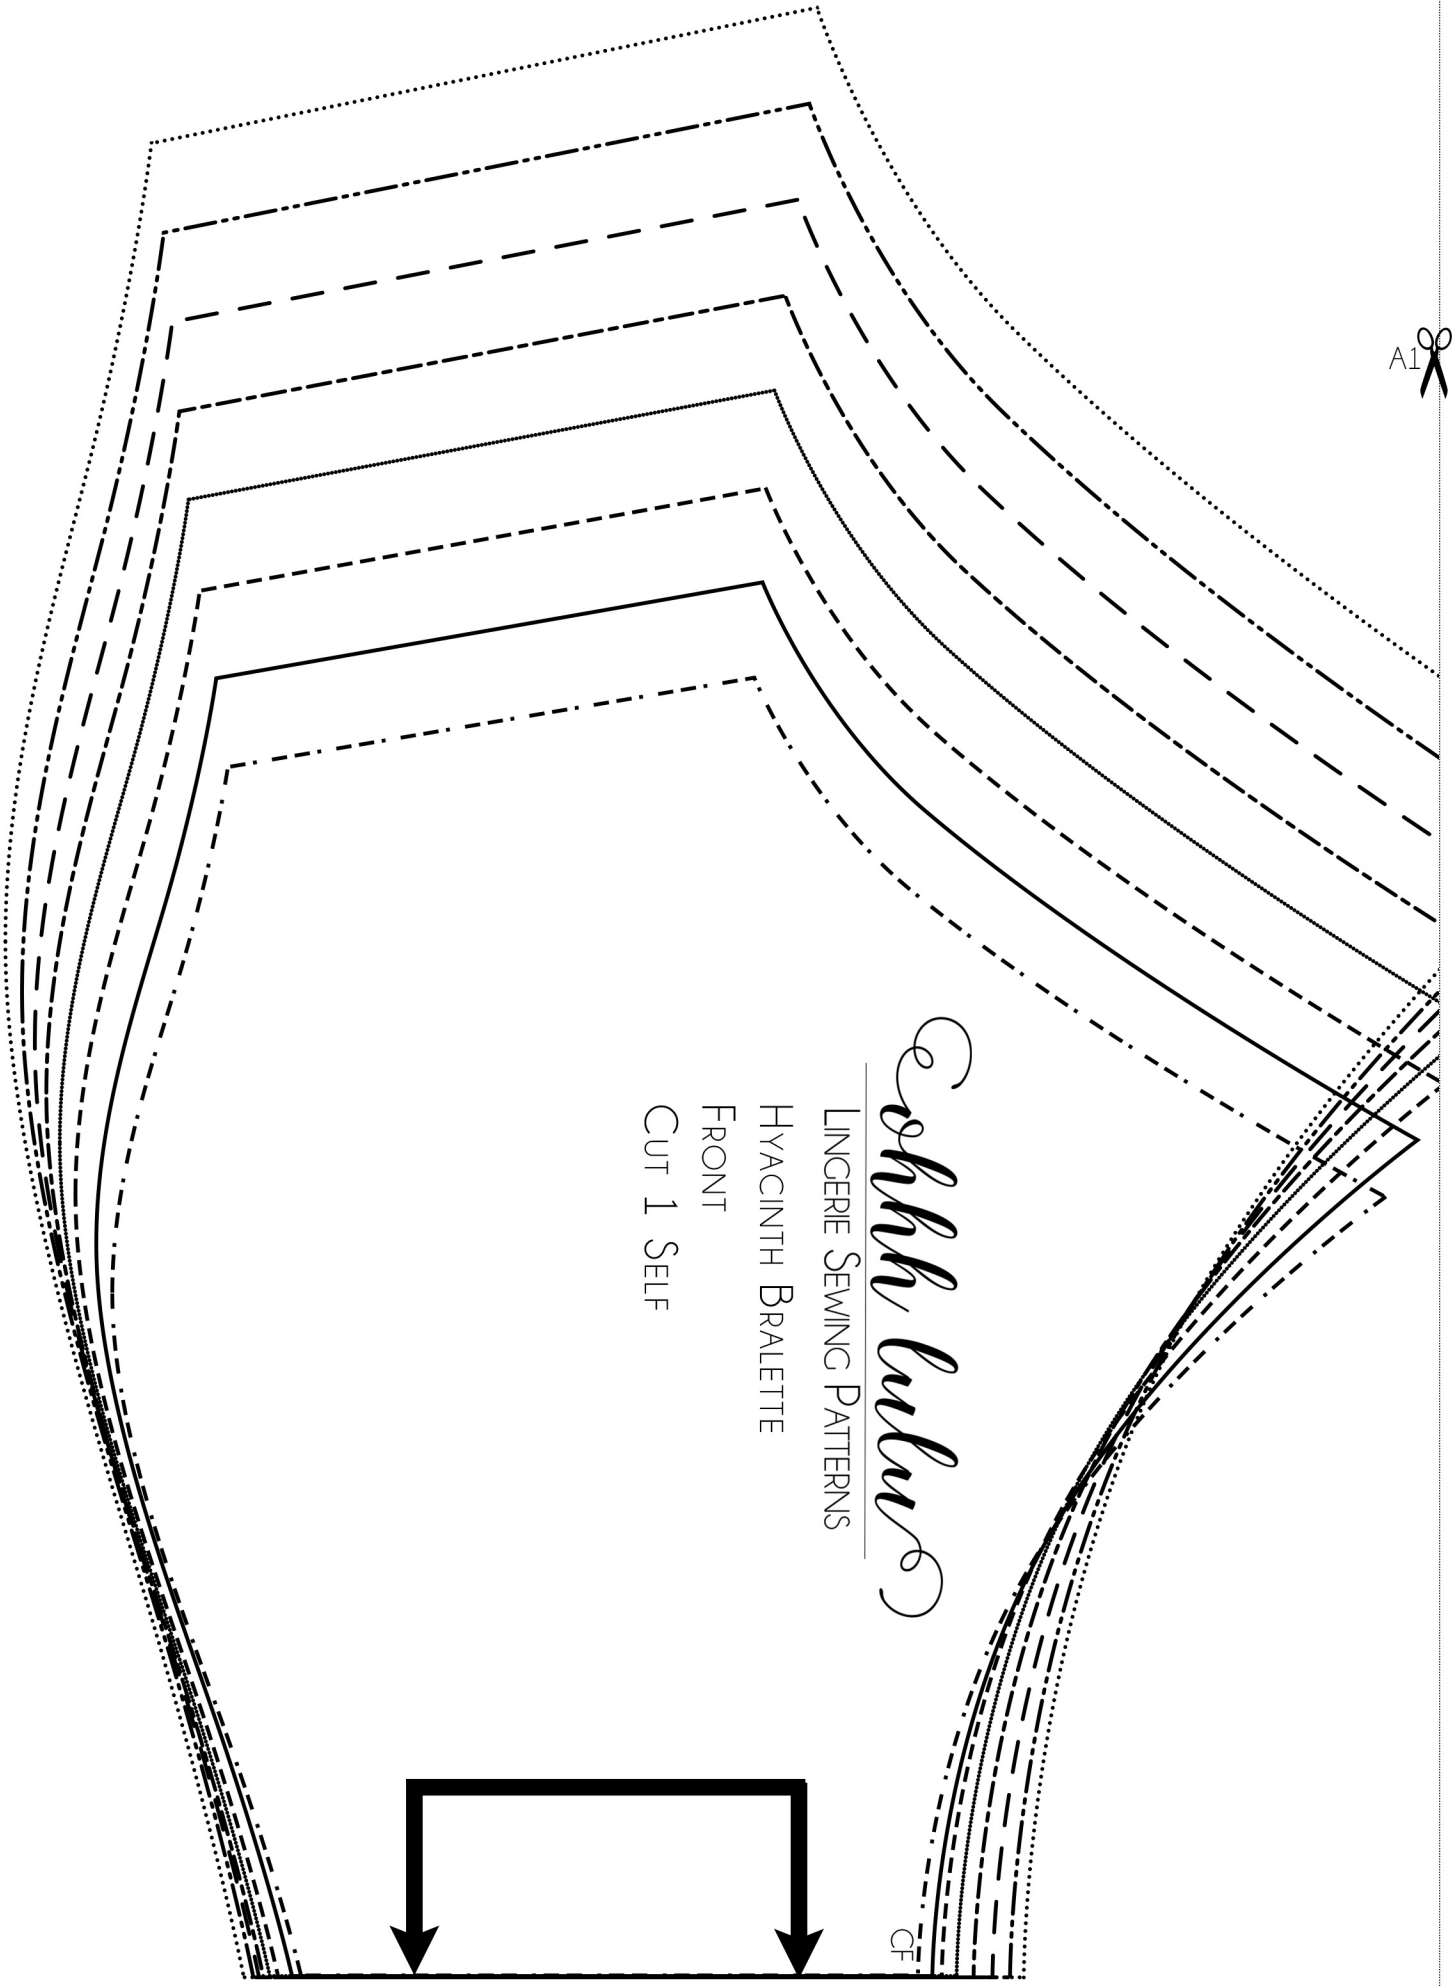 A1
ohhh lulu
LINGERIE SEWING PATTERNS
HYACINTH BRALETTE
FRONT
CUT 1 SELF
CF